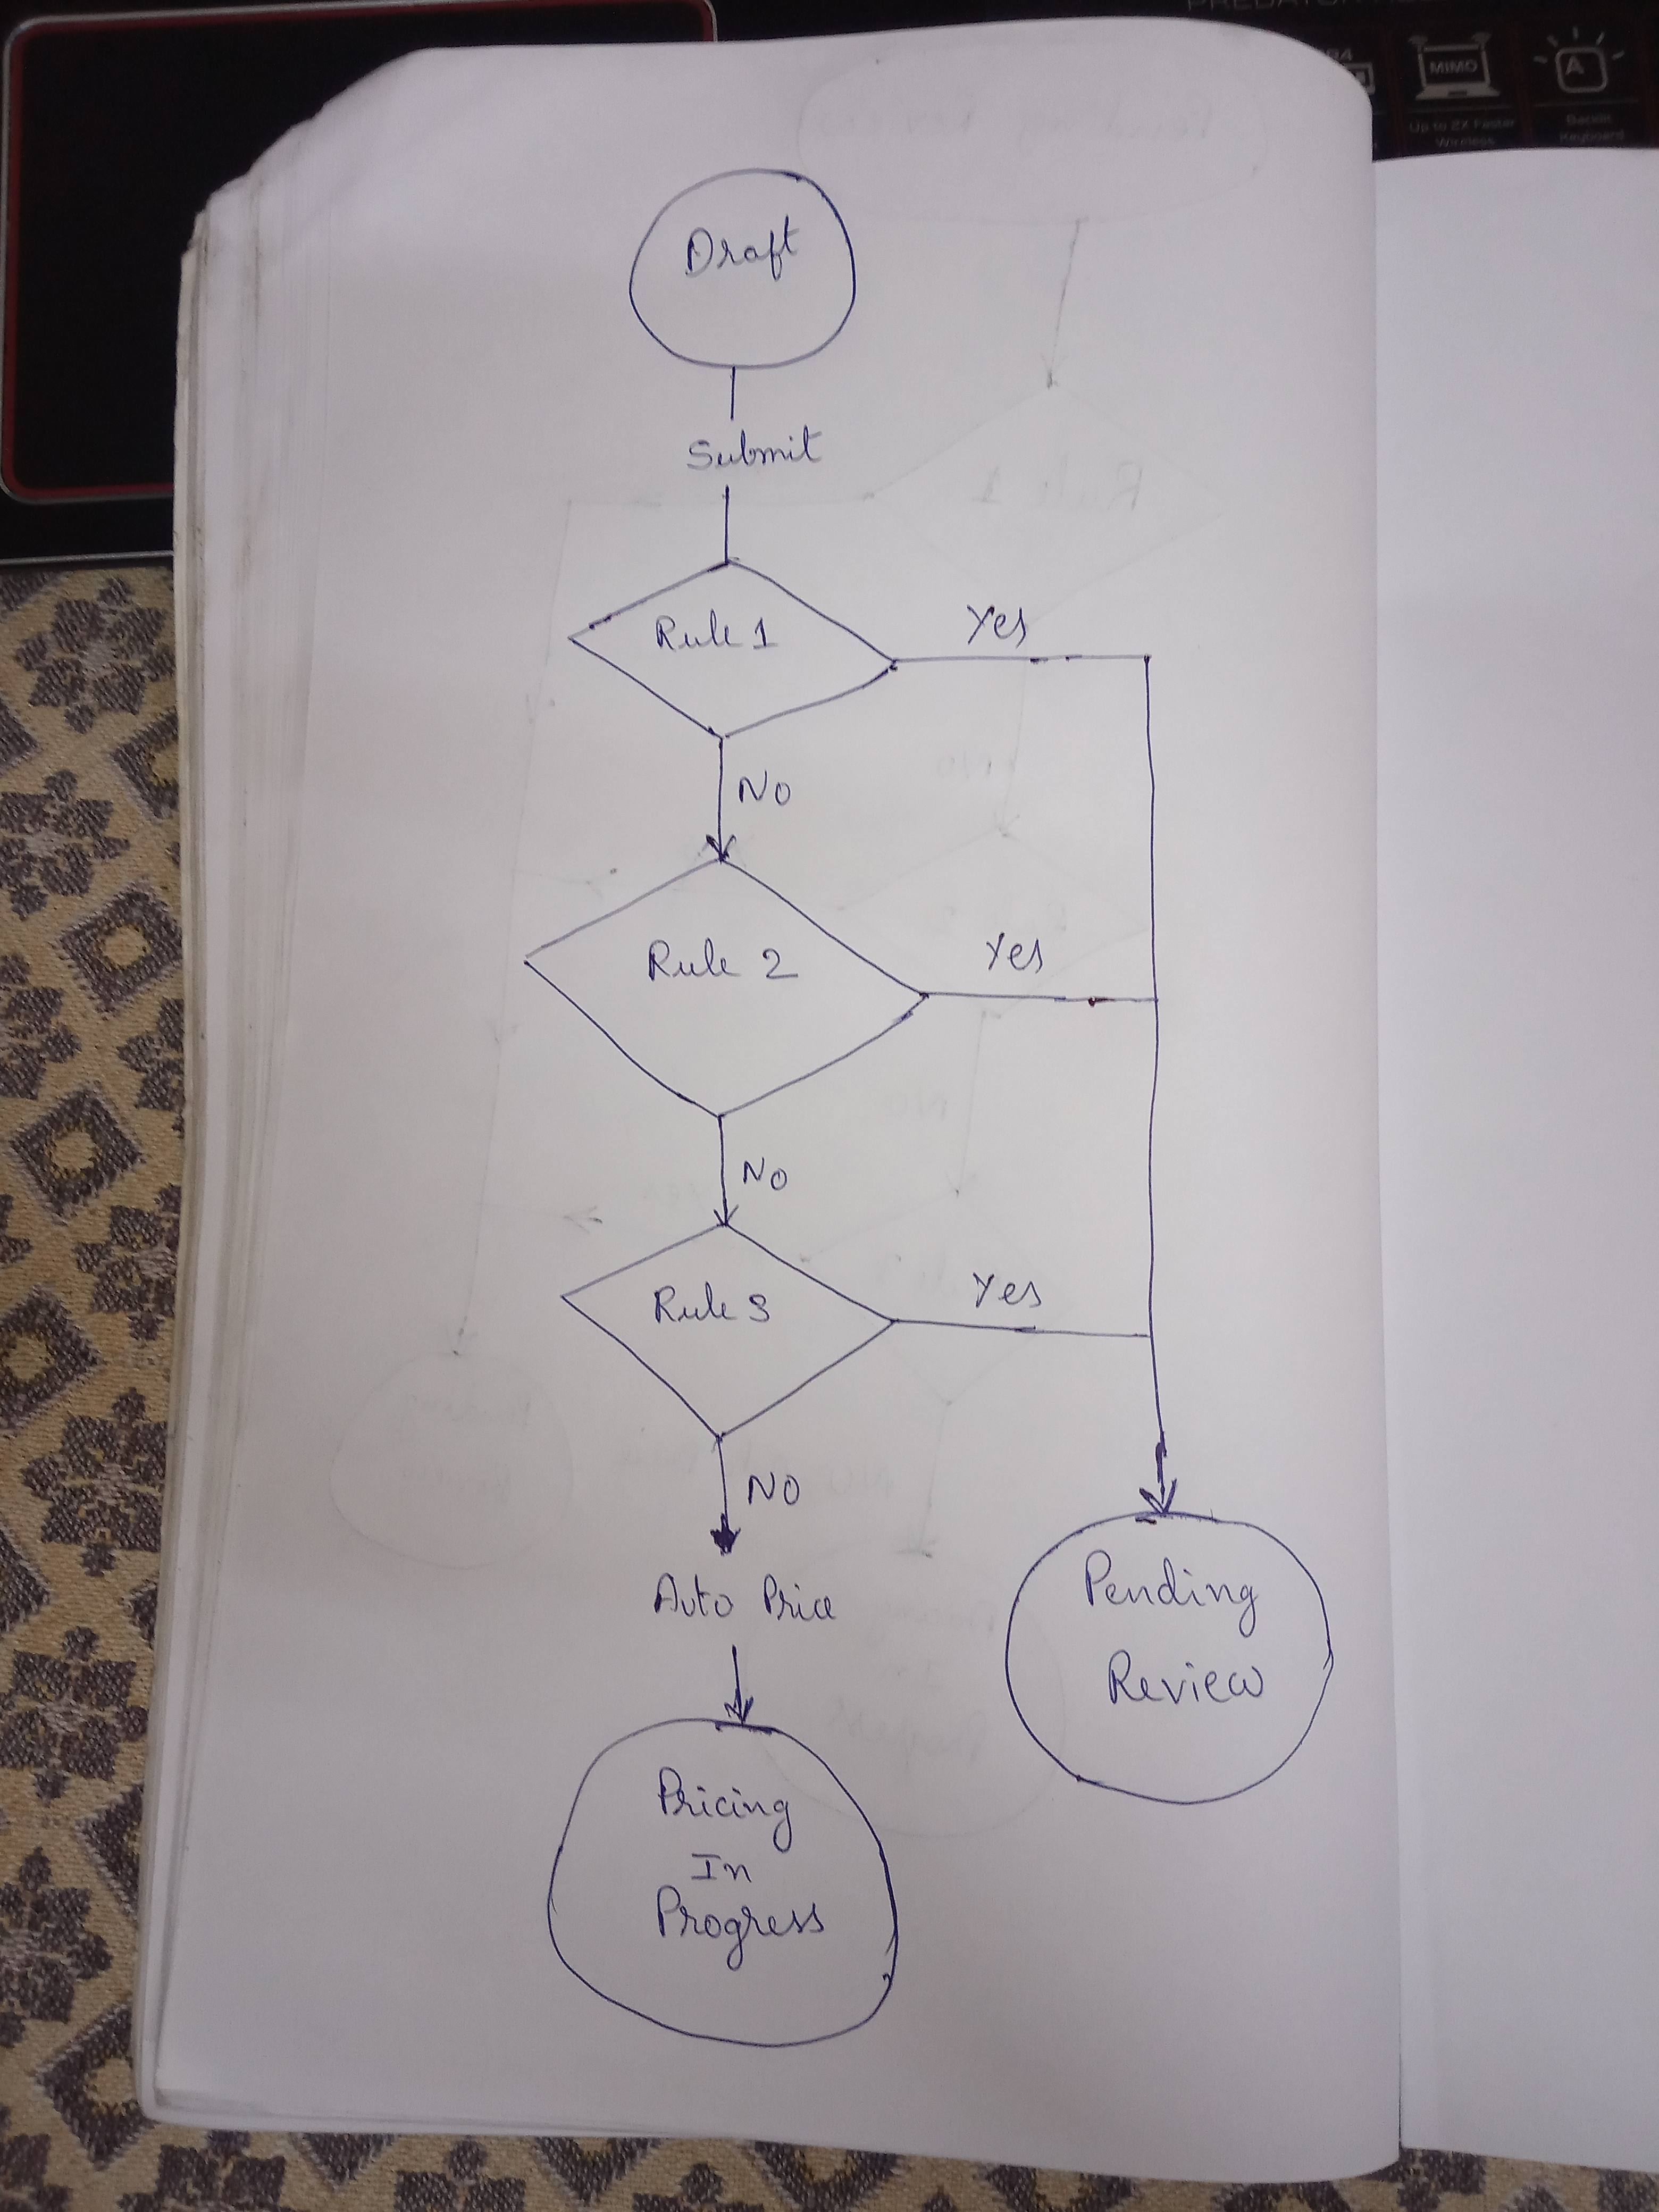 PREDATOR
MIMO
A
Up to 2X Faster
Wireless
Backlit
Keyboard
Draft
Submit
Rule 1
Yes
No
Rule 2
Yes
No
Rule 3
Yes
NO
Auto Price
Pending
Review
Pricing
In
Progress